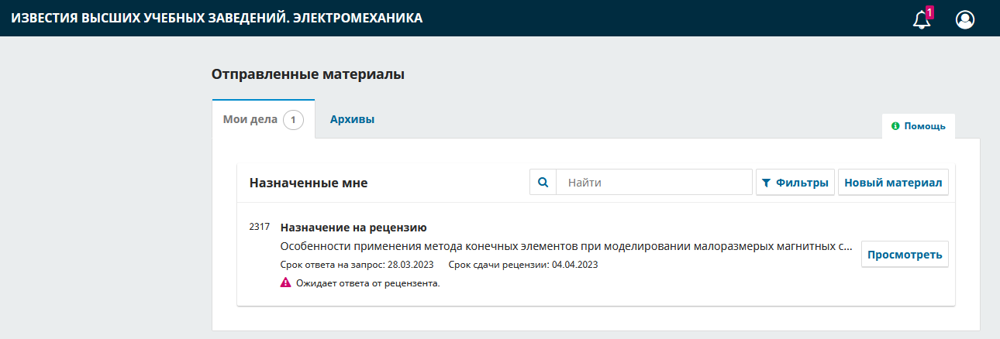 ИЗВЕСТИЯ ВЫСШИХ УЧЕБНЫХ ЗАВЕДЕНИЙ. ЭЛЕКТРОМЕХАНИКА
1
Отправленные материалы
Мои дела 1
Архивы
Помощь
Назначенные мне
Найти
Фильтры
Новый материал
2317 Назначение на рецензию
Особенности применения метода конечных элементов при моделировании малоразмерых магнитных с...
Просмотреть
Срок ответа на запрос: 28.03.2023 Срок сдачи рецензии: 04.04.2023
Ожидает ответа от рецензента.